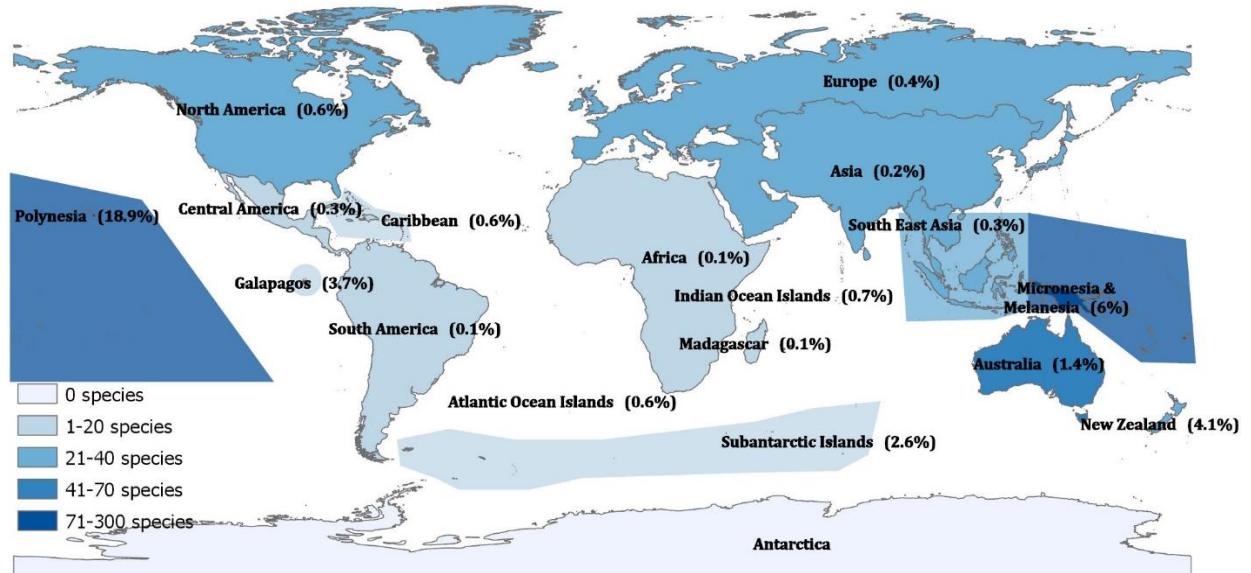 Europe (0.4%)
North America (0.6%)
Asia (0.2%)
Polynesia (18.9%)
Central America (0.3%)
Caribbean (0.6%)
South East Asia (0.3%)
Africa (0.1%)
Galapagos (3.7%)
Indian Ocean Islands (0.7%)
Micronesia &
Melanesia (6%)
South America (0.1%)
Madagascar (0.1%)
Australia (1.4%)
Atlantic Ocean Islands (0.6%)
New Zealand (4.1%)
Subantarctic Islands (2.6%)
Antarctica
0 species
1-20 species
21-40 species
41-70 species
71-300 species